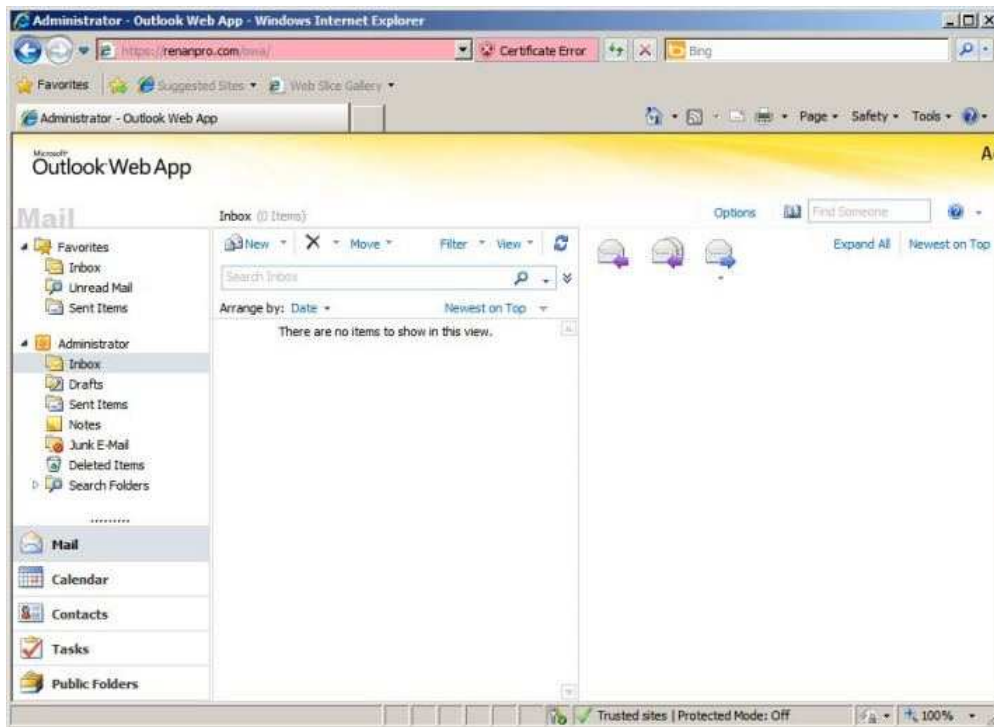 Administrator - Outlook Web App - Windows Internet Explorer
https://renanpro.com/owa/
Certificate Error
Bing
Favorites
Suggested Sites
Web Slice Gallery
Administrator - Outlook Web App
Page
Safety
Tools
Microsoft
Outlook Web App
A
Mail
Inbox (0 Items)
Options
Find Someone
Favorites
Inbox
Unread Mail
Sent Items
Administrator
Inbox
Drafts
Sent Items
Notes
Junk E-Mail
Deleted Items
Search Folders
Mail
Calendar
Contacts
Tasks
Public Folders
New
Move
Filter
View
Search Inbox
Arrange by: Date
Newest on Top
There are no items to show in this view.
Expand All
Newest on Top
Trusted sites | Protected Mode: Off
100%